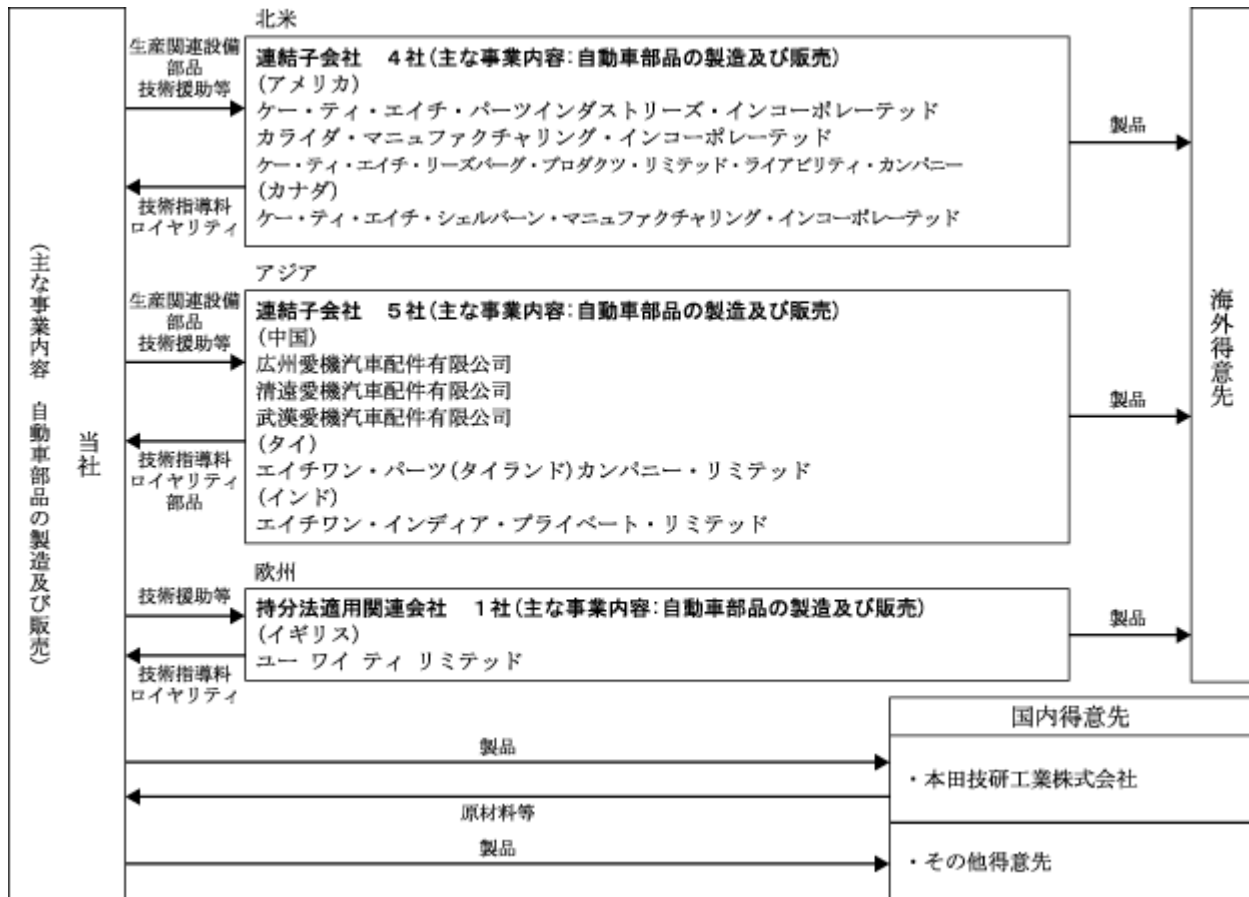 (主な事業内容 自動車部品の製造及び販売)
当社
北米
生産関連設備
部品
技術援助等
連結子会社 4社(主な事業内容:自動車部品の製造及び販売)
(アメリカ)
ケー・ティ・エイチ・パーツインダストリーズ・インコーポレーテッド
カライダ・マニュファクチャリング・インコーポレーテッド
ケー・ティ・エイチ・リーズバーグ・プロダクツ・リミテッド・ライアビリティ・カンパニー
(カナダ)
ケー・ティ・エイチ・シェルバーン・マニュファクチャリング・インコーポレーテッド
技術指導料
ロイヤリティ
製品
アジア
生産関連設備
部品
技術援助等
連結子会社 5社(主な事業内容:自動車部品の製造及び販売)
(中国)
広州愛機汽車配件有限公司
清遠愛機汽車配件有限公司
武漢愛機汽車配件有限公司
(タイ)
エイチワン・パーツ(タイランド)カンパニー・リミテッド
(インド)
エイチワン・インディア・プライベート・リミテッド
技術指導料
ロイヤリティ
部品
製品
欧州
技術援助等
持分法適用関連会社 1社(主な事業内容:自動車部品の製造及び販売)
(イギリス)
ユー ワイ ティ リミテッド
技術指導料
ロイヤリティ
製品
海外得意先
国内得意先
製品
・本田技研工業株式会社
原材料等
製品
・その他得意先